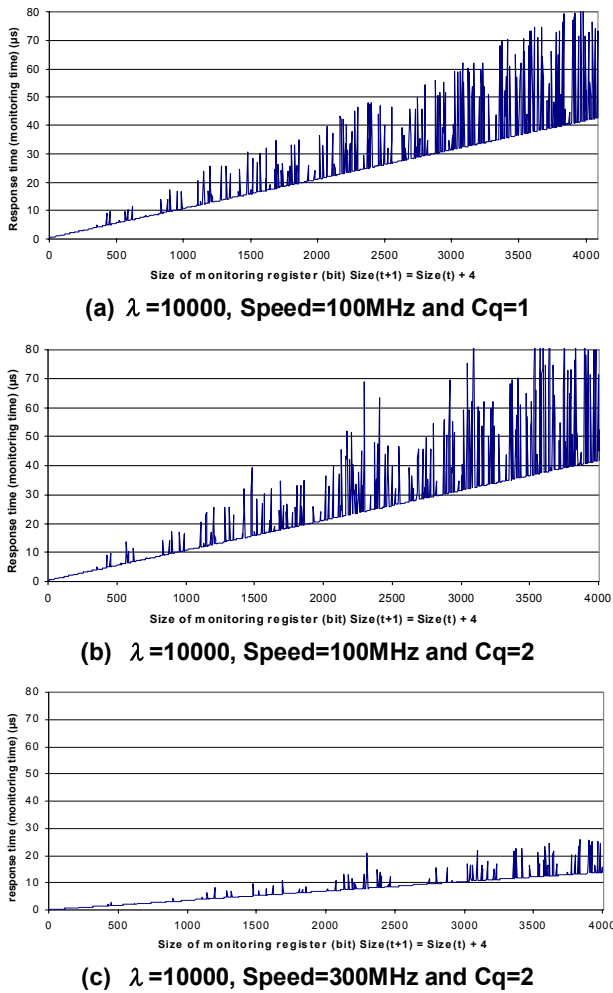 Response time (monitoring time) (µs)
80
70
60
50
40
30
20
10
0
0 500 1000 1500 2000 2500 3000 3500 4000
Size of monitoring register (bit) Size(t+1) = Size(t) + 4
(a) λ =10000, Speed=100MHz and Cq=1
Response time (monitoring time) (µs)
80
70
60
50
40
30
20
10
0
0 500 1000 1500 2000 2500 3000 3500 4000
Size of monitoring register (bit) Size(t+1) = Size(t) + 4
(b) λ =10000, Speed=100MHz and Cq=2
response time (monitoring time) (µs)
80
70
60
50
40
30
20
10
0
0 500 1000 1500 2000 2500 3000 3500 4000
Size of monitoring register (bit) Size(t+1) = Size(t) + 4
(c) λ =10000, Speed=300MHz and Cq=2